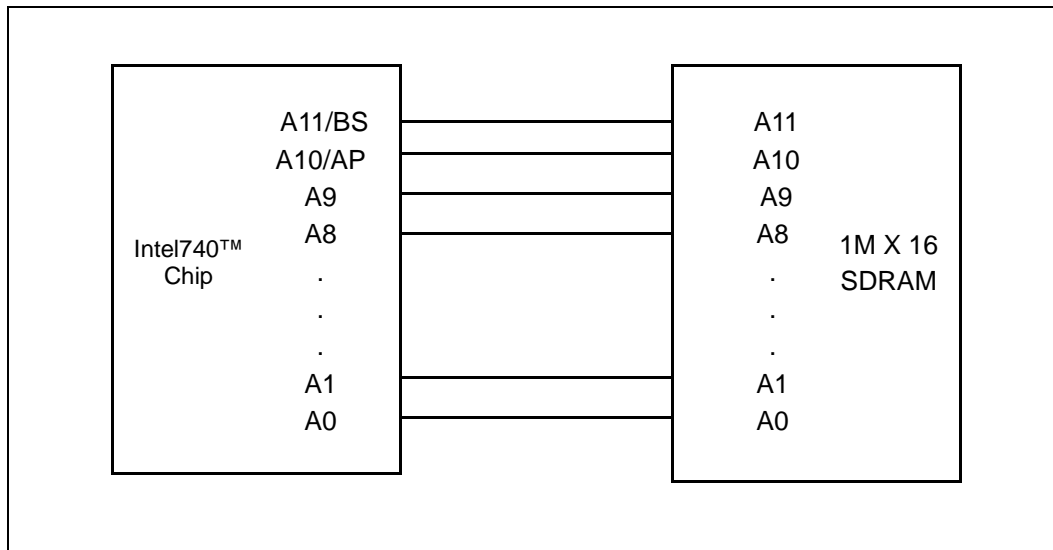 A11/BS
A10/AP
A9
A8
.
.
.
A1
A0
Intel740™
Chip
A11
A10
A9
A8
.
.
.
A1
A0
1M X 16
SDRAM